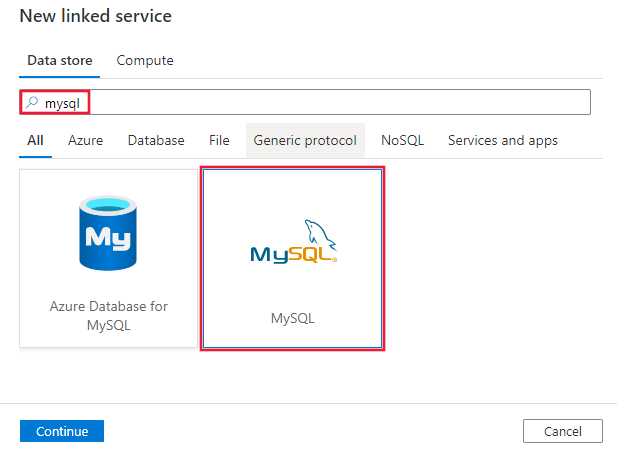 New linked service
Data store Compute
mysql
All Azure Database File Generic protocol NoSQL Services and apps
My
Azure Database for
MySQL
MySQL®
MySQL
Continue Cancel